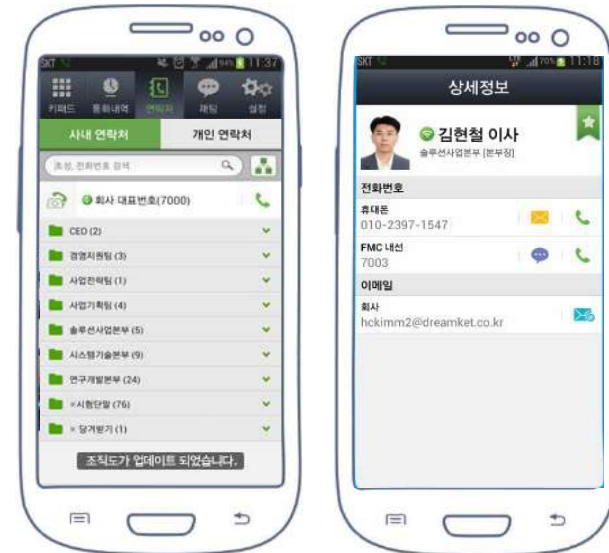 SKT 94% 11:37
키패드 통화내역 연락처 채팅 설정
사내 연락처 개인 연락처
초성, 전화번호 검색
회사 대표번호(7000)
CEO (2)
경영지원팀 (3)
사업전략팀 (1)
사업기획팀 (4)
솔루션사업본부 (5)
시스템기술본부 (9)
연구개발본부 (24)
※시험단말 (76)
※ 당겨받기 (1)
조직도가 업데이트 되었습니다.
SKT 70% 11:18
상세정보
김현철 이사
솔루션사업본부 [본부장]
전화번호
휴대폰
010-2397-1547
FMC 내선
7003
이메일
회사
hckimm2@dreamket.co.kr